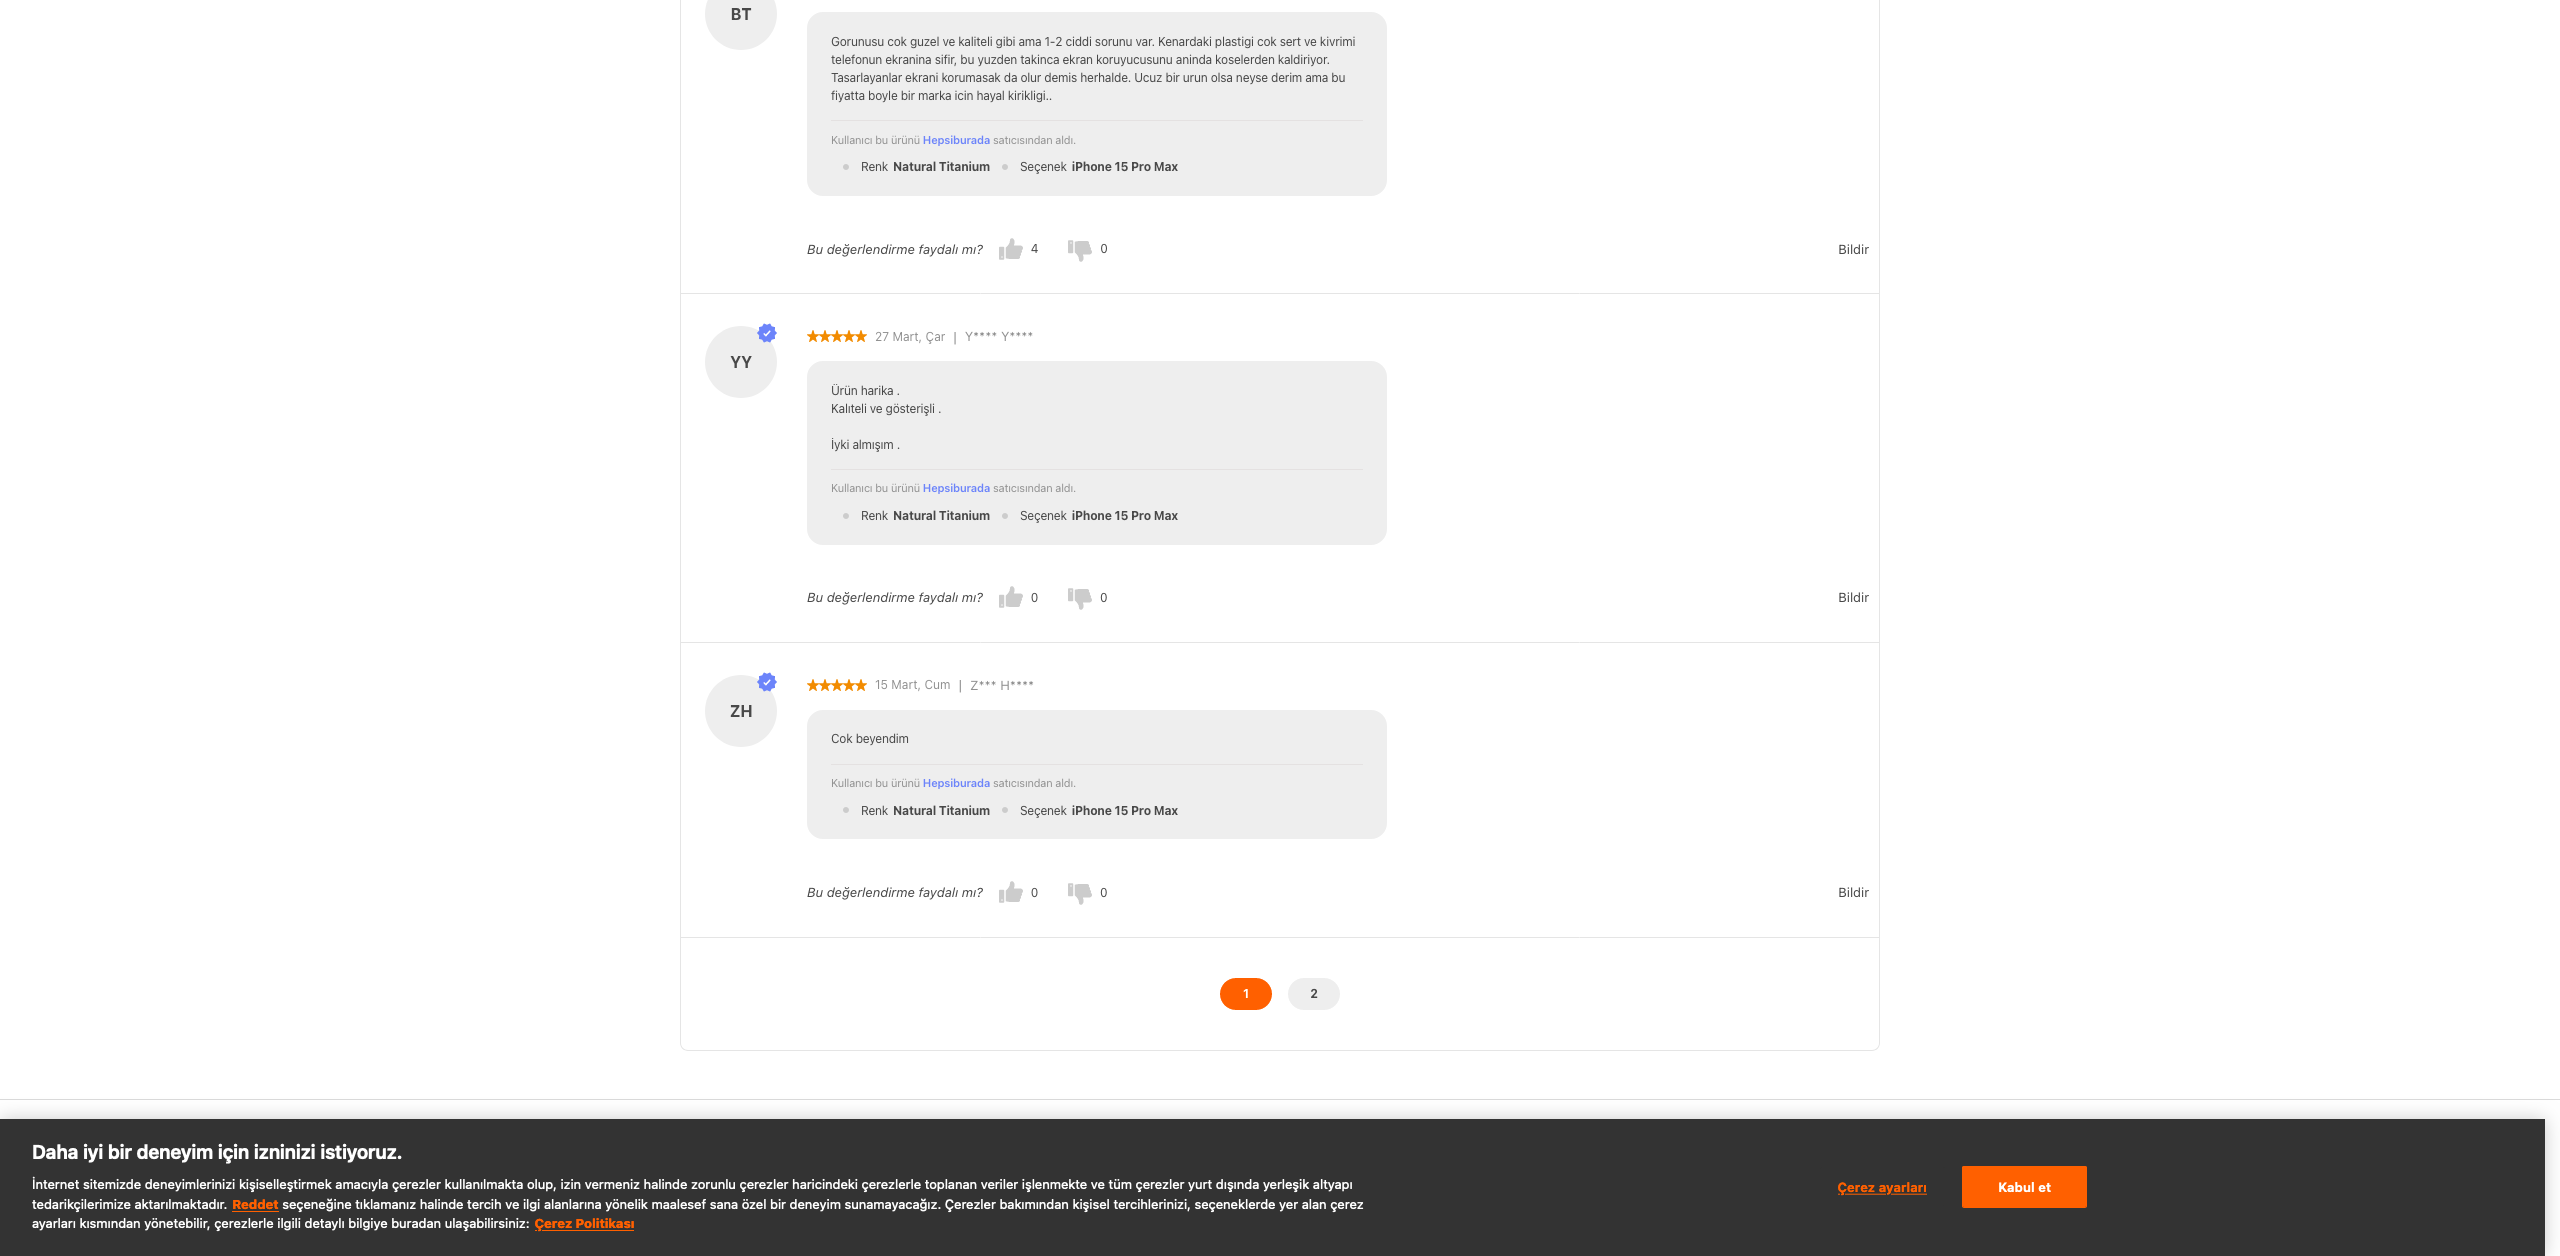 BT
Gorunusu cok guzel ve kaliteli gibi ama 1-2 ciddi sorunu var. Kenardaki plastigi cok sert ve kivrimi
telefonun ekranina sifir, bu yuzden takinca ekran koruyucusunu aninda koselerden kaldiriyor.
Tasarlayanlar ekrani korumasak da olur demis herhalde. Ucuz bir urun olsa neyse derim ama bu
fiyatta boyle bir marka icin hayal kirikligi..
Kullanıcı bu ürünü Hepsiburada satıcısından aldı.
Renk Natural Titanium Seçenek iPhone 15 Pro Max
Bu değerlendirme faydalı mı? 4 0 Bildir
YY
27 Mart, Çar | Y**** Y****
Ürün harika .
Kalıteli ve gösterişli .
İyki almışım .
Kullanıcı bu ürünü Hepsiburada satıcısından aldı.
Renk Natural Titanium Seçenek iPhone 15 Pro Max
Bu değerlendirme faydalı mı? 0 0 Bildir
ZH
15 Mart, Cum | Z*** H****
Cok beyendim
Kullanıcı bu ürünü Hepsiburada satıcısından aldı.
Renk Natural Titanium Seçenek iPhone 15 Pro Max
Bu değerlendirme faydalı mı? 0 0 Bildir
1 2
Daha iyi bir deneyim için izninizi istiyoruz.
İnternet sitemizde deneyimlerinizi kişiselleştirmek amacıyla çerezler kullanılmakta olup, izin vermeniz halinde zorunlu çerezler haricindeki çerezlerle toplanan veriler işlenmekte ve tüm çerezler yurt dışında yerleşik altyapı
tedarikçilerimize aktarılmaktadır. Reddet seçeneğine tıklamanız halinde tercih ve ilgi alanlarına yönelik maalesef sana özel bir deneyim sunamayacağız. Çerezler bakımından kişisel tercihlerinizi, seçeneklerde yer alan çerez
ayarları kısmından yönetebilir, çerezlerle ilgili detaylı bilgiye buradan ulaşabilirsiniz: Çerez Politikası
Çerez ayarları
Kabul et